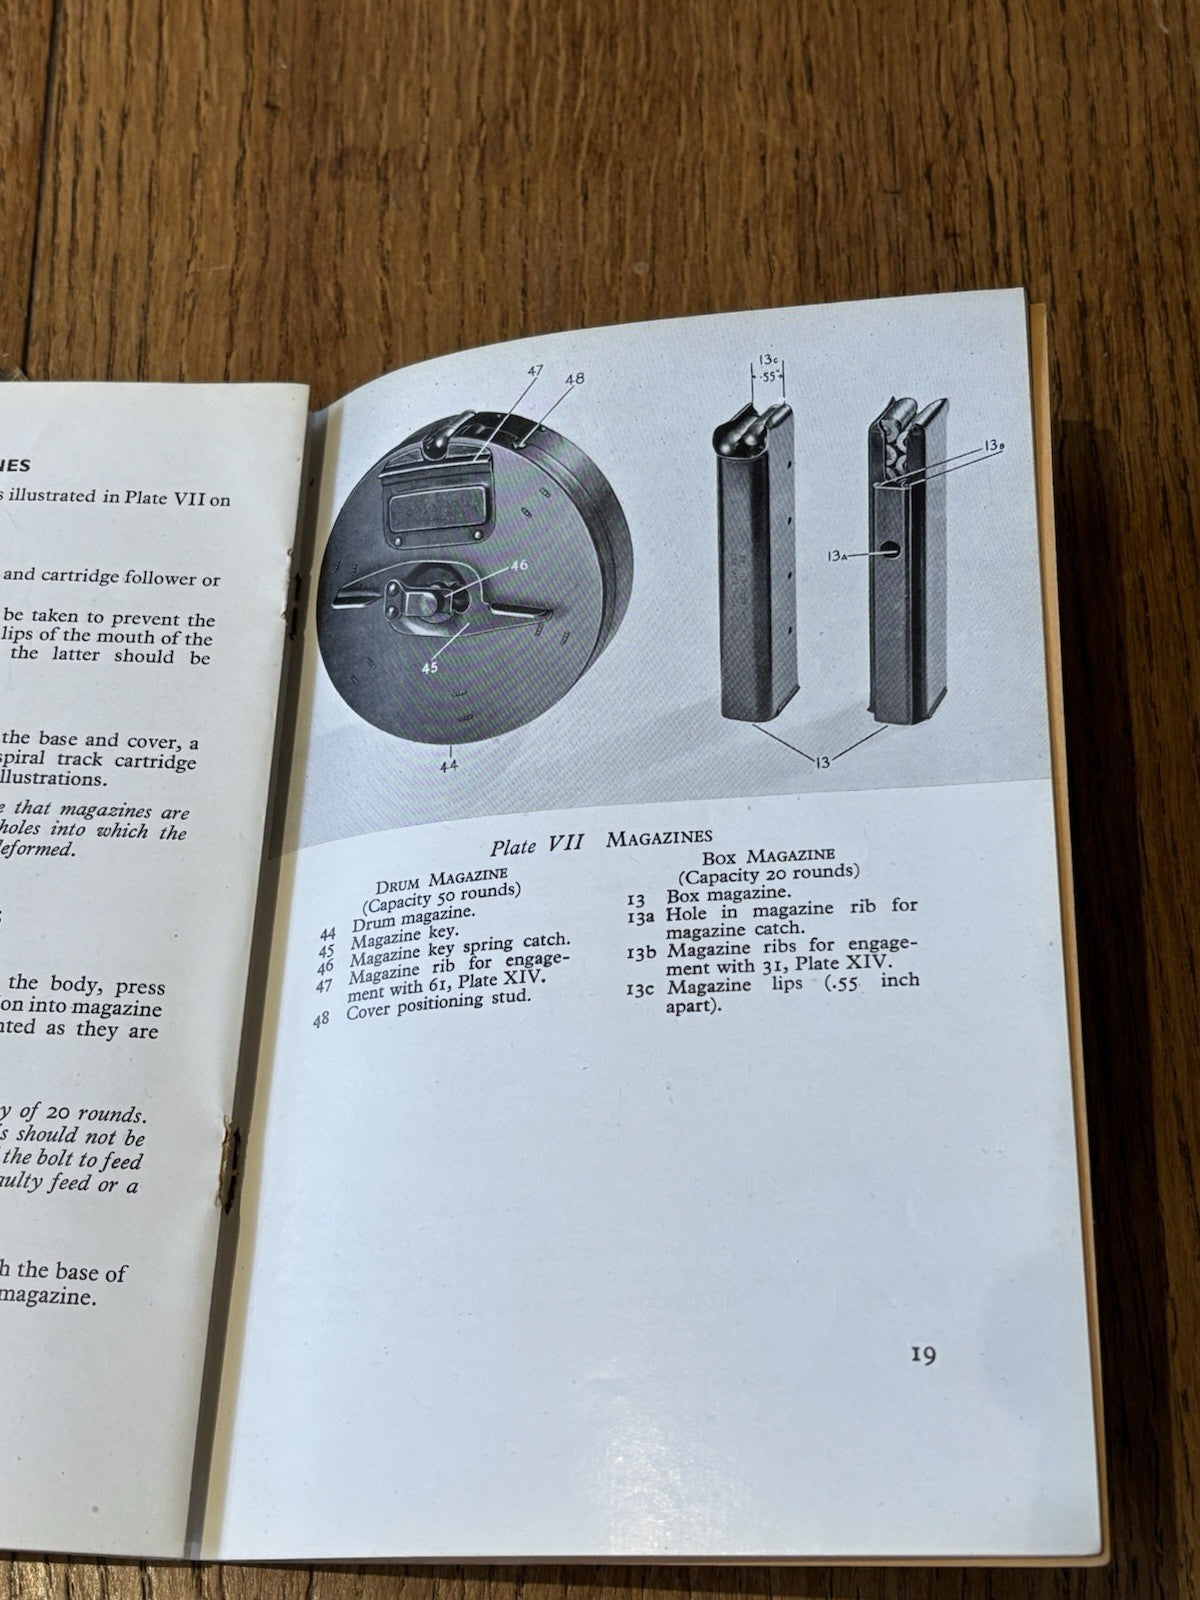 NES
s illustrated in Plate VII on
and cartridge follower or
be taken to prevent the
lips of the mouth of the
the latter should be
the base and cover, a
spiral track cartridge
llustrations.
e that magazines are
holes into which the
deformed.
the body, press
on into magazine
nted as they are
y of 20 rounds.
s should not be
the bolt to feed
aulty feed or a
h the base of
magazine.
47
48
46
45
44
13c
.55"
13B
13A
13
Plate VII MAGAZINES
DRUM MAGAZINE
(Capacity 50 rounds)
44 Drum magazine.
45 Magazine key.
46 Magazine key spring catch.
47 Magazine rib for engage-
ment with 61, Plate XIV.
48 Cover positioning stud.
BOX MAGAZINE
(Capacity 20 rounds)
13 Box magazine.
13a Hole in magazine rib for
magazine catch.
13b Magazine ribs for engage-
ment with 31, Plate XIV.
13c Magazine lips (.55 inch
apart).
19